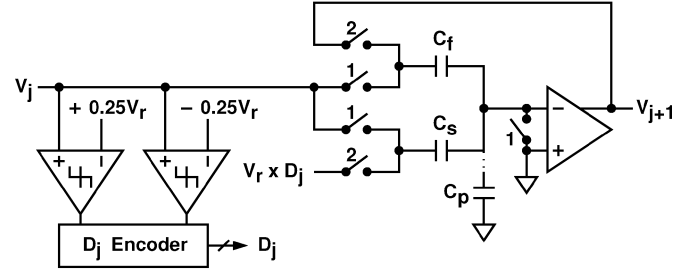 2
C_f
V_j
+ 0.25V_r
− 0.25V_r
1
1
C_s
2
V_r x D_j
+
−
+
−
1
−
+
V_j+1
C_p
D_j Encoder
D_j